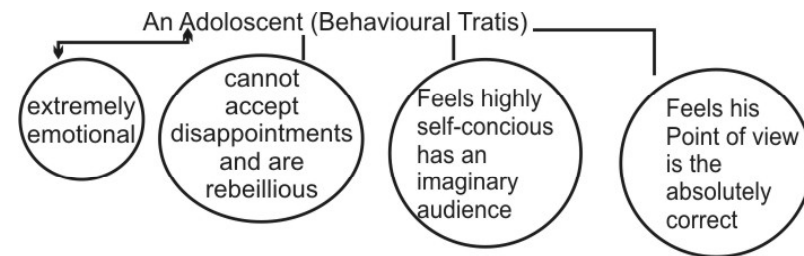 An Adoloscent (Behavioural Tratis)
extremely
emotional
cannot
accept
disappointments
and are
rebeillious
Feels highly
self-concious
has an
imaginary
audience
Feels his
Point of view
is the
absolutely
correct